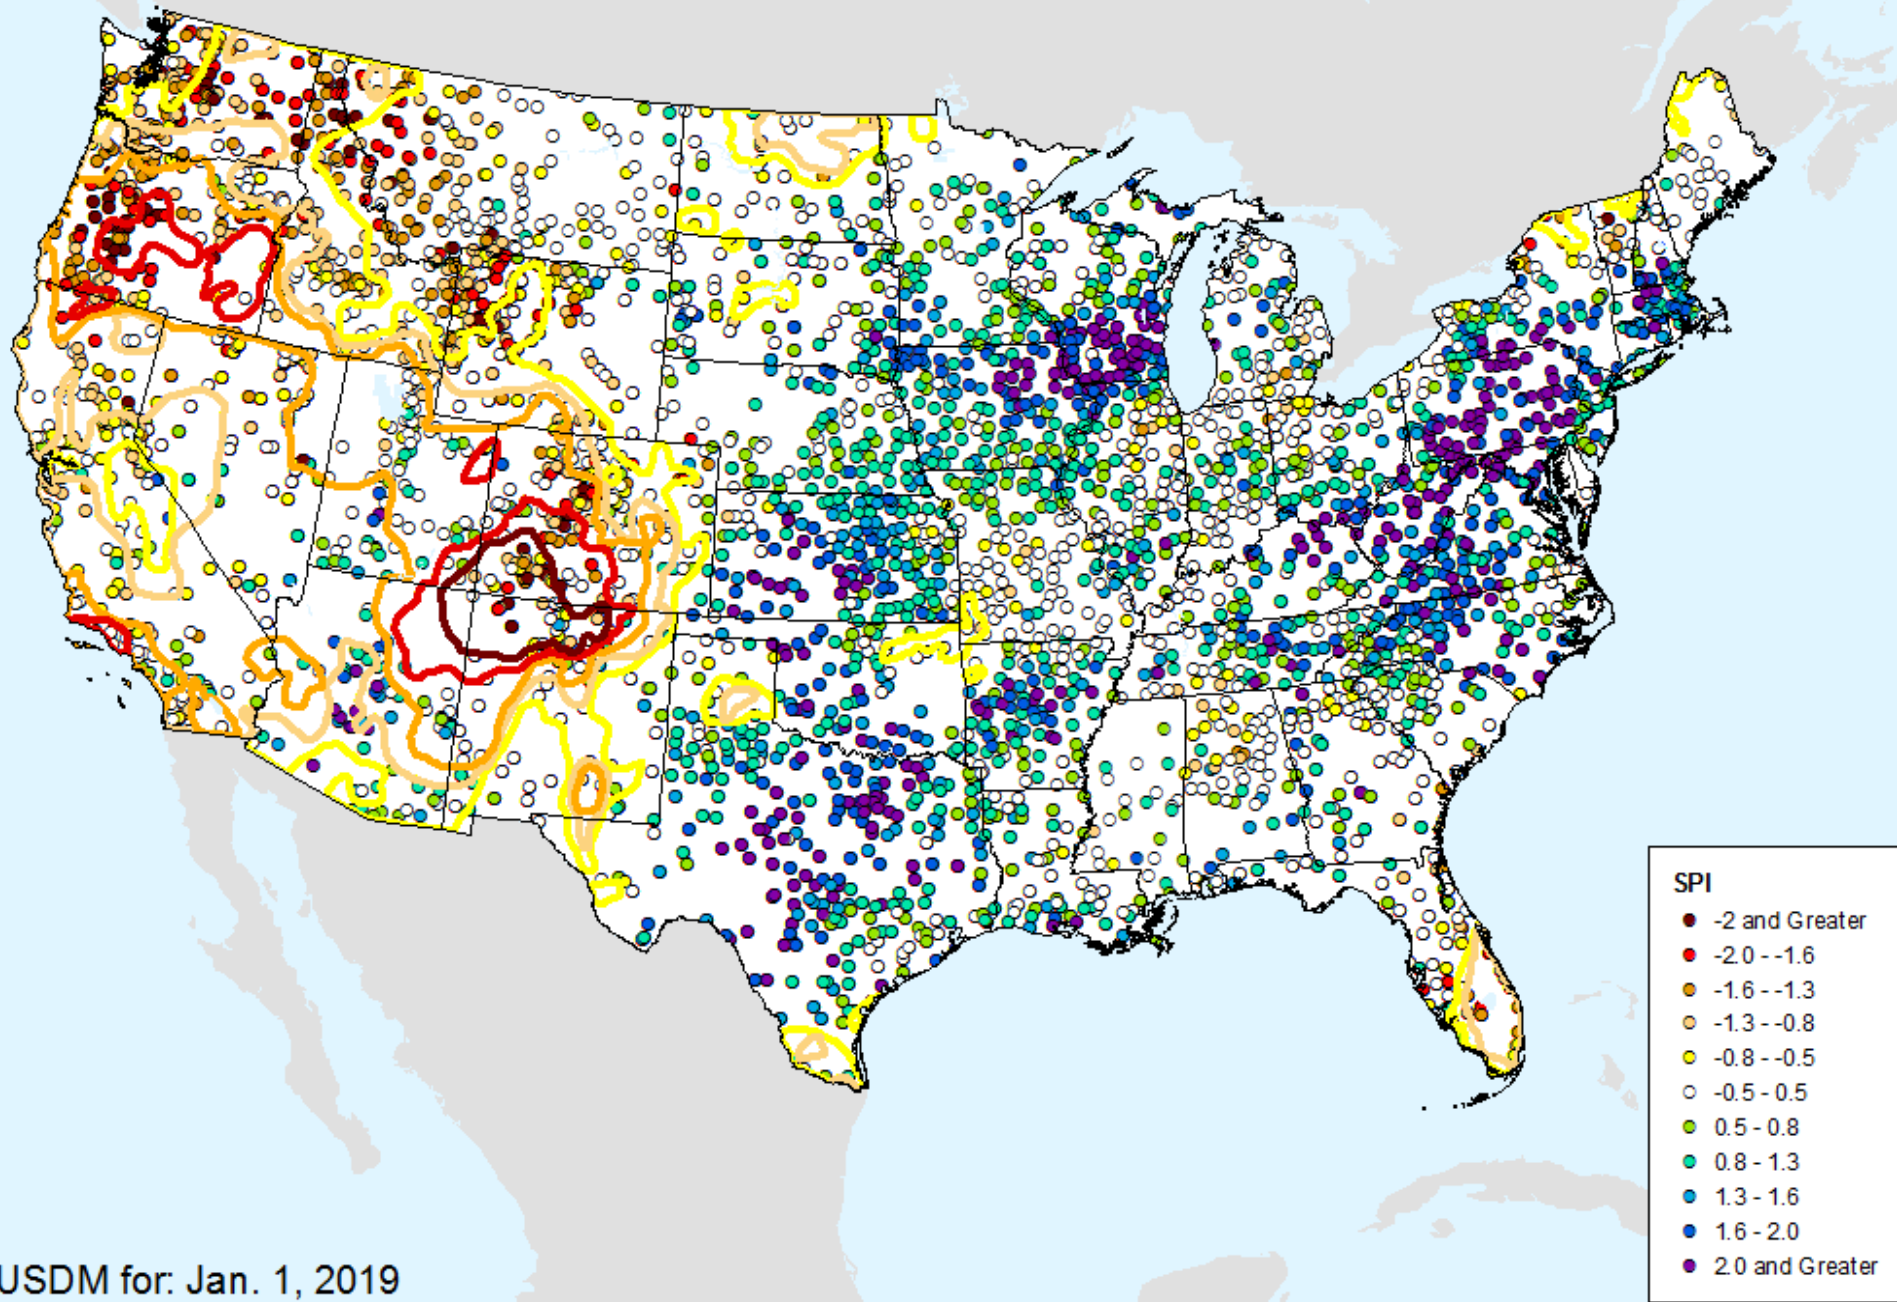 SPI
-2 and Greater
-2.0 - -1.6
-1.6 - -1.3
-1.3 - -0.8
-0.8 - -0.5
-0.5 - 0.5
0.5 - 0.8
0.8 - 1.3
1.3 - 1.6
1.6 - 2.0
2.0 and Greater
USDM for: Jan. 1, 2019